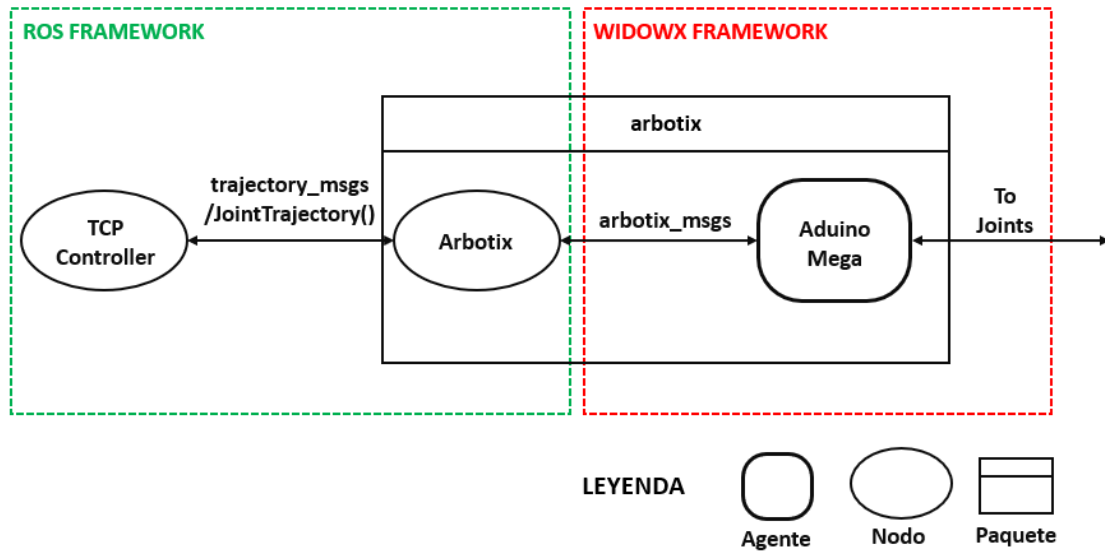 ROS FRAMEWORK
WIDOWX FRAMEWORK
arbotix
TCP
Controller
trajectory_msgs
/JointTrajectory()
Arbotix
arbotix_msgs
Aduino
Mega
To
Joints
LEYENDA
Agente
Nodo
Paquete